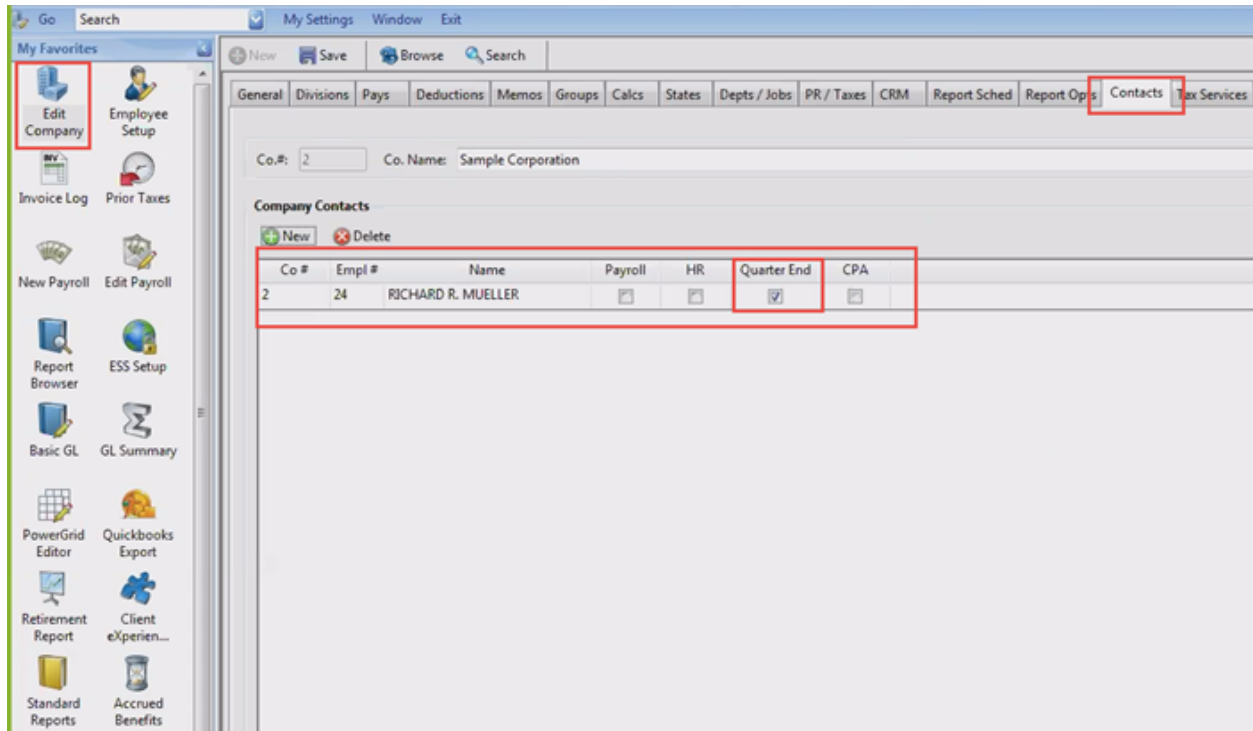 Go Search My Settings Window Exit
My Favorites
New Save Browse Search
General Divisions Pays Deductions Memos Groups Calcs States Depts / Jobs PR / Taxes CRM Report Sched Report Opts Contacts Tax Services
Edit Company
Employee Setup
Co.#: 2 Co. Name: Sample Corporation
Invoice Log Prior Taxes
Company Contacts
New Delete
Co # Empl # Name Payroll HR Quarter End CPA
2 24 RICHARD R. MUELLER
New Payroll Edit Payroll
Report Browser
ESS Setup
Basic GL GL Summary
PowerGrid Editor
Quickbooks Export
Retirement Report
Client eXperien...
Standard Reports
Accrued Benefits